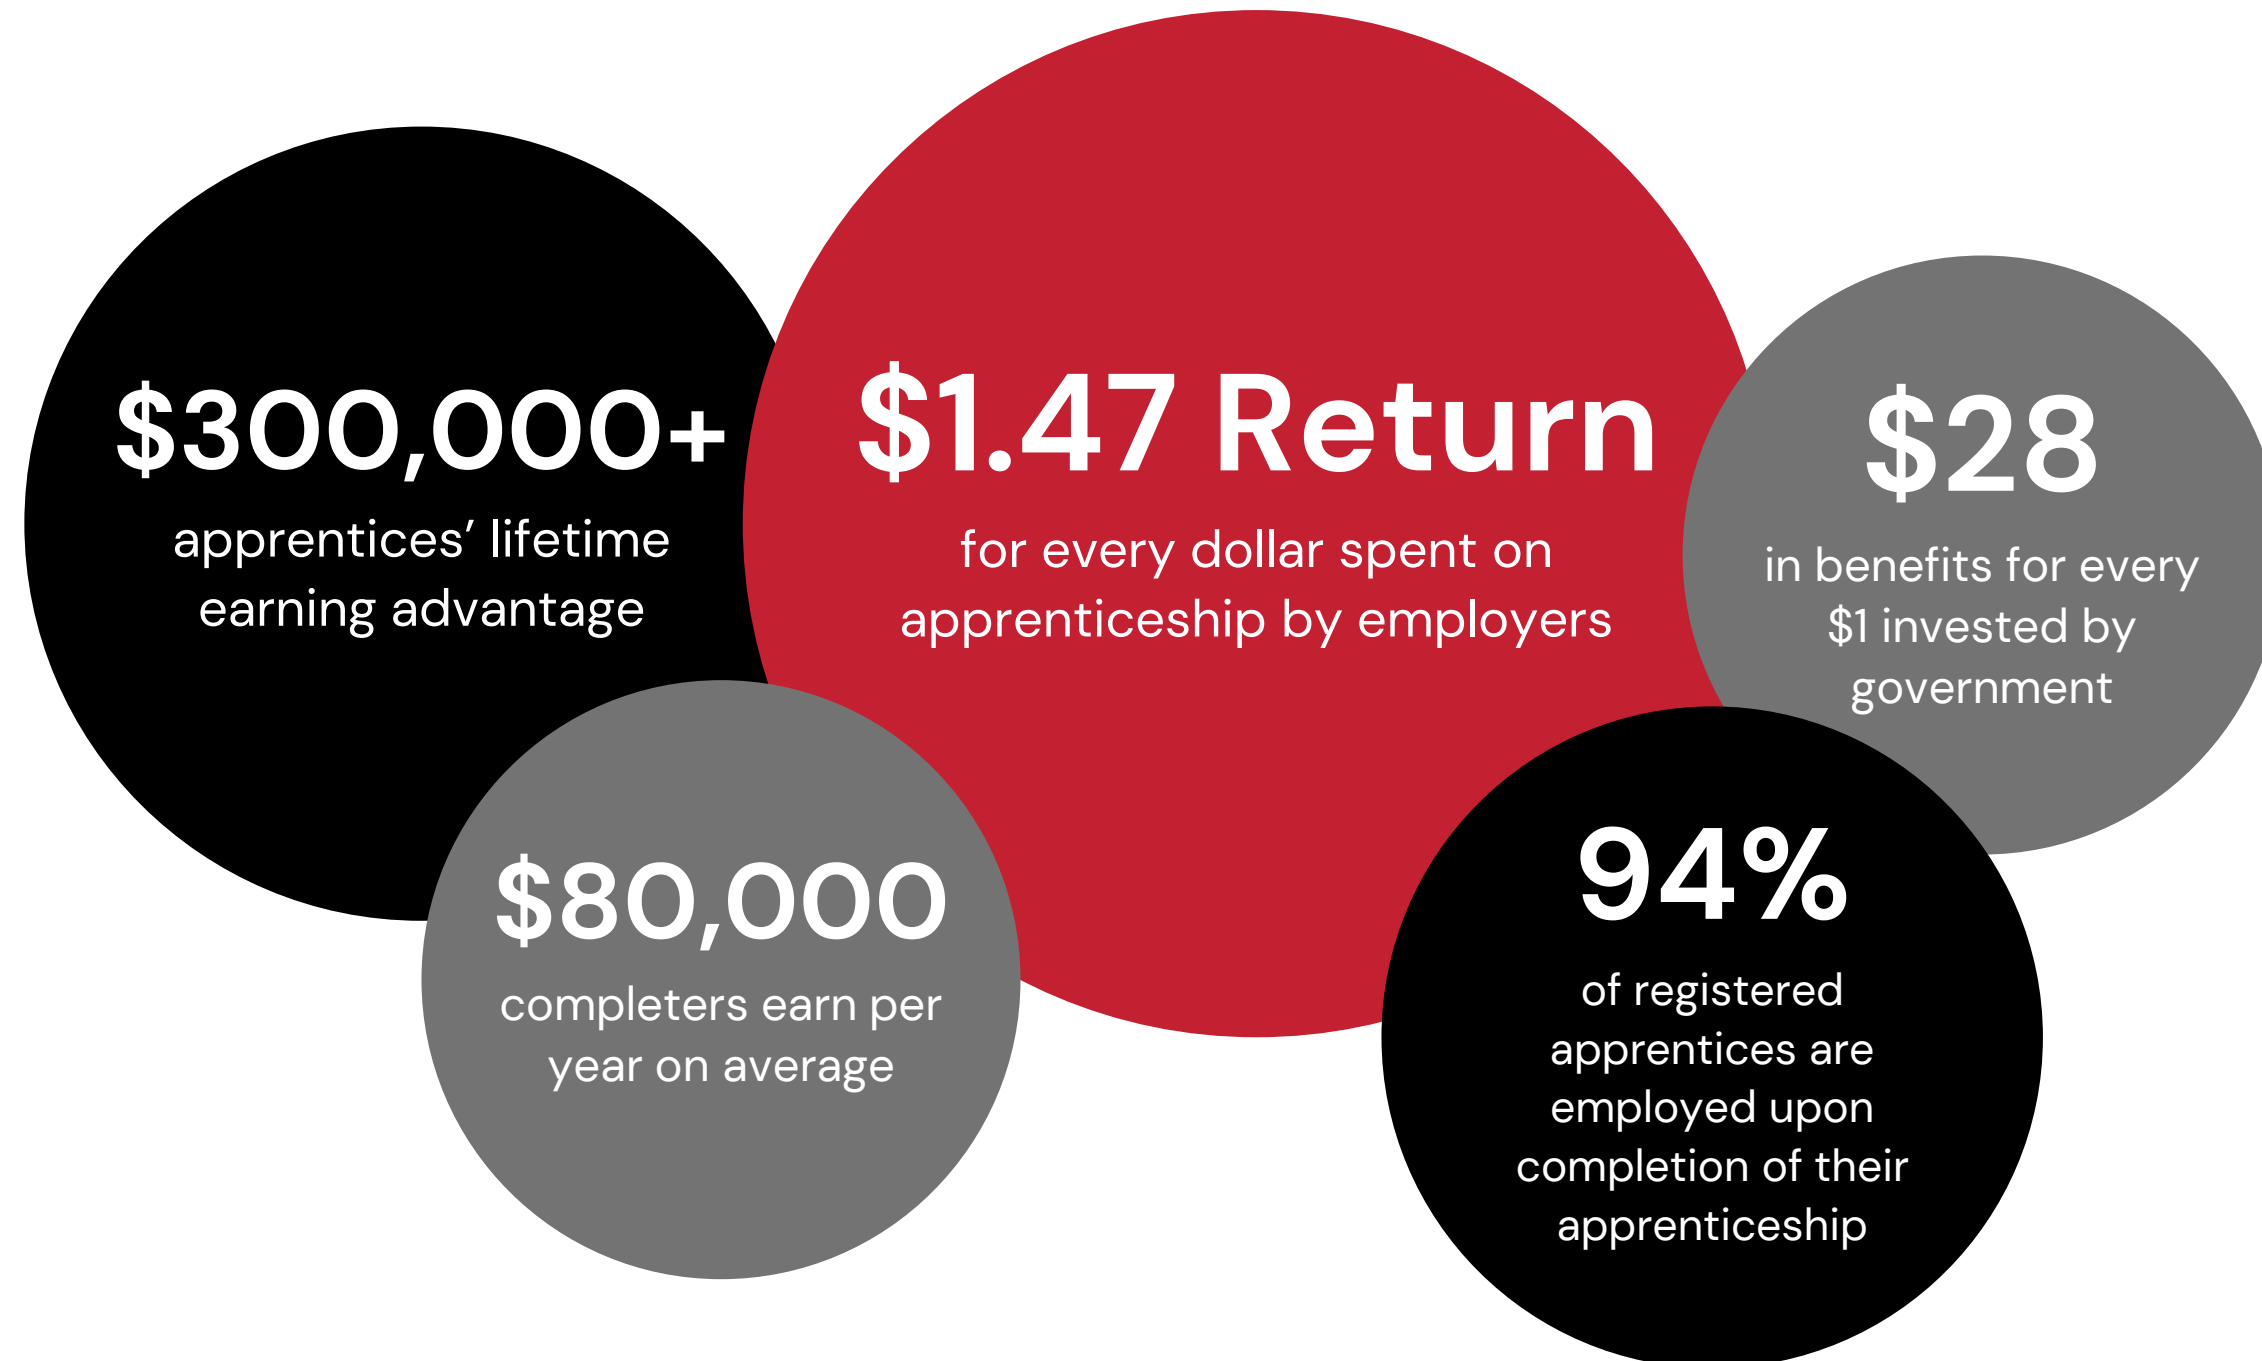 $300,000+
apprentices’ lifetime
earning advantage
$1.47 Return
for every dollar spent on
apprenticeship by employers
$28
in benefits for every
$1 invested by
government
$80,000
completers earn per
year on average
94%
of registered
apprentices are
employed upon
completion of their
apprenticeship